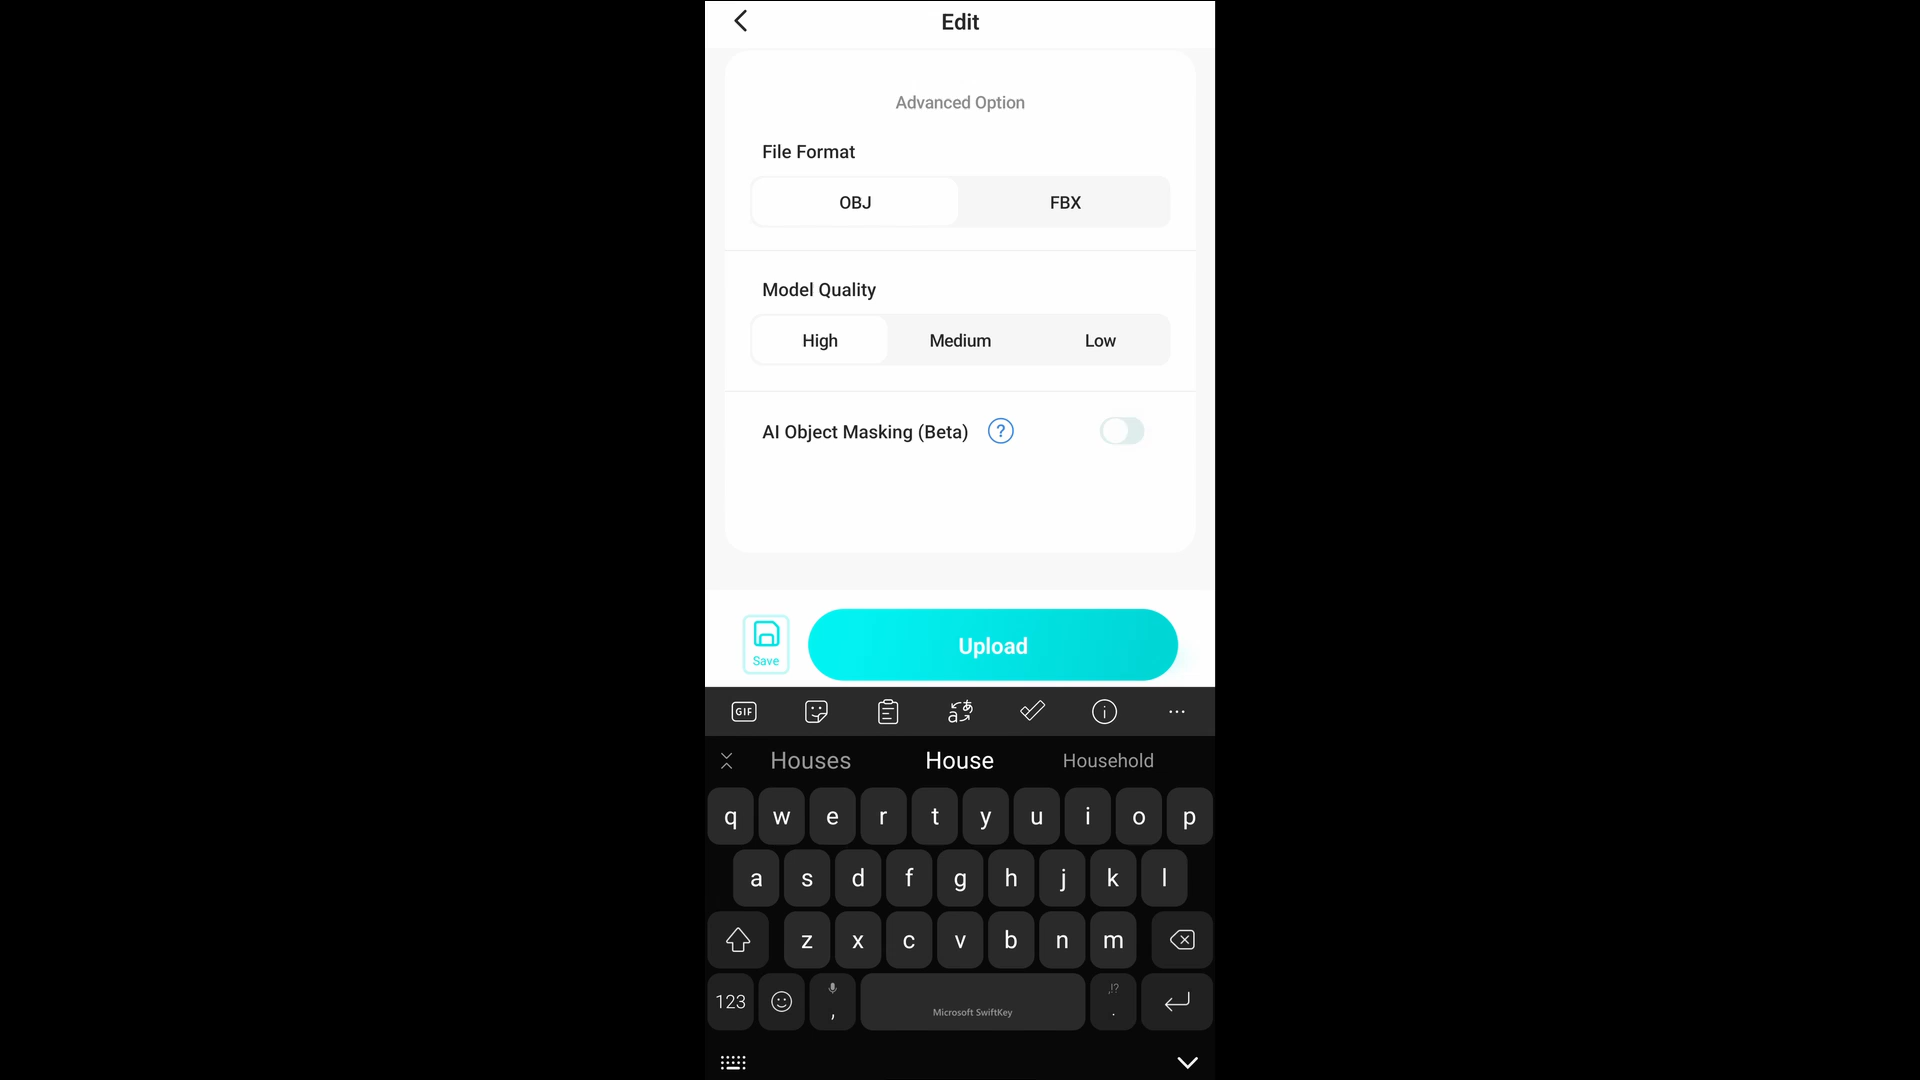 Edit
Advanced Option
File Format
OBJ FBX
Model Quality
High Medium Low
AI Object Masking (Beta) ?
Save
Upload
GIF
Houses House Household
q w e r t y u i o p
a s d f g h j k l
z x c v b n m
123 , Microsoft SwiftKey ,!? .